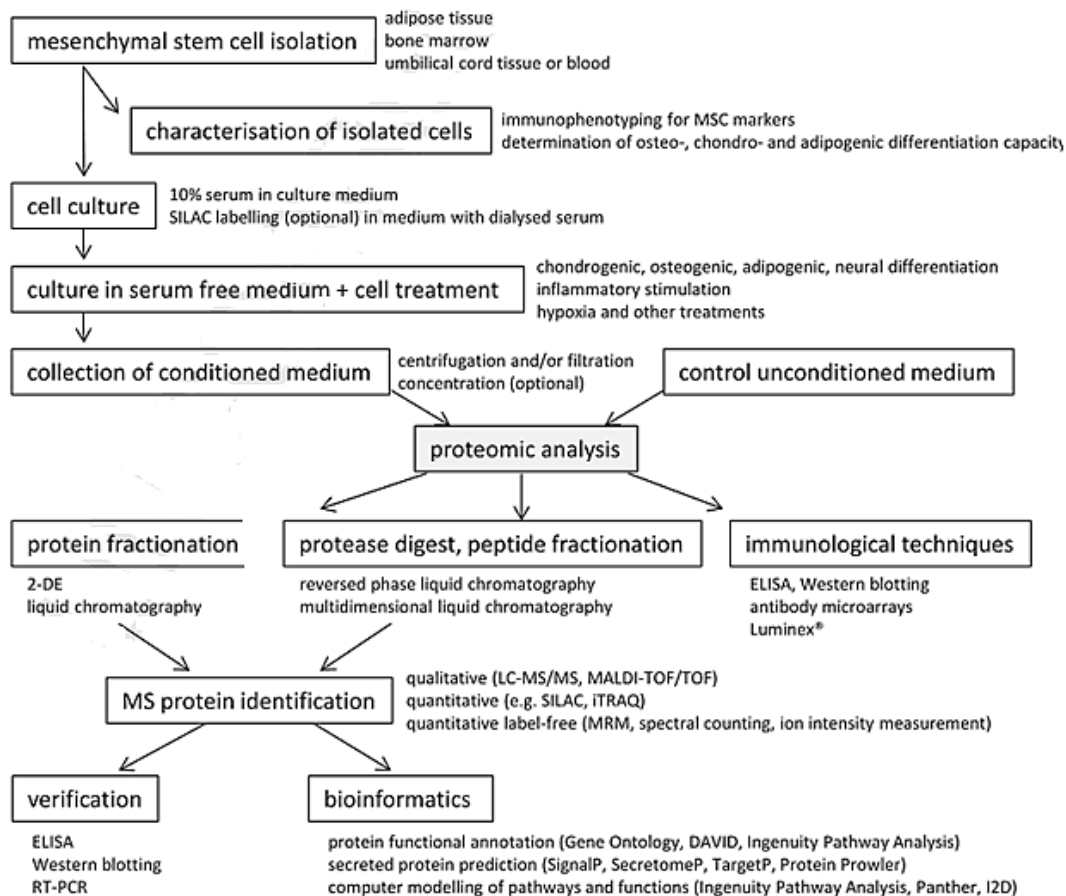 mesenchymal stem cell isolation
adipose tissue
bone marrow
umbilical cord tissue or blood
characterisation of isolated cells
immunophenotyping for MSC markers
determination of osteo-, chondro- and adipogenic differentiation capacity
cell culture
10% serum in culture medium
SILAC labelling (optional) in medium with dialysed serum
culture in serum free medium + cell treatment
chondrogenic, osteogenic, adipogenic, neural differentiation
inflammatory stimulation
hypoxia and other treatments
collection of conditioned medium
centrifugation and/or filtration
concentration (optional)
control unconditioned medium
proteomic analysis
protein fractionation
2-DE
liquid chromatography
protease digest, peptide fractionation
reversed phase liquid chromatography
multidimensional liquid chromatography
immunological techniques
ELISA, Western blotting
antibody microarrays
Luminex®
MS protein identification
qualitative (LC-MS/MS, MALDI-TOF/TOF)
quantitative (e.g. SILAC, iTRAQ)
quantitative label-free (MRM, spectral counting, ion intensity measurement)
verification
ELISA
Western blotting
RT-PCR
bioinformatics
protein functional annotation (Gene Ontology, DAVID, Ingenuity Pathway Analysis)
secreted protein prediction (SignalP, SecretomeP, TargetP, Protein Prowler)
computer modelling of pathways and functions (Ingenuity Pathway Analysis, Panther, I2D)